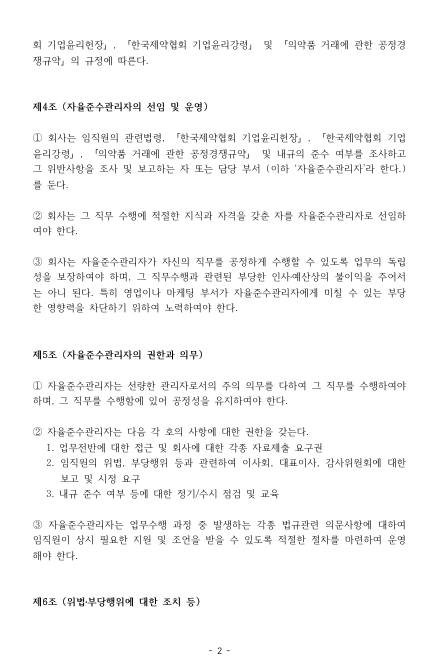 회 기업윤리헌장」, 「한국제약협회 기업윤리강령」 및 「의약품 거래에 관한 공정경
쟁규약」의 규정에 따른다.
제4조 (자율준수관리자의 선임 및 운영)
① 회사는 임직원의 관련법령, 「한국제약협회 기업윤리헌장」, 「한국제약협회 기업
윤리강령」, 「의약품 거래에 관한 공정경쟁규약」 및 내규의 준수 여부를 조사하고
그 위반사항을 조사 및 보고하는 자 또는 담당 부서 (이하 '자율준수관리자'라 한다.)
를 둔다.
② 회사는 그 직무 수행에 적절한 지식과 자격을 갖춘 자를 자율준수관리자로 선임하
여야 한다.
③ 회사는 자율준수관리자가 자신의 직무를 공정하게 수행할 수 있도록 업무의 독립
성을 보장하여야 하며, 그 직무수행과 관련된 부당한 인사·예산상의 불이익을 주어서
는 아니 된다. 특히 영업이나 마케팅 부서가 자율준수관리자에게 미칠 수 있는 부당
한 영향력을 차단하기 위하여 노력하여야 한다.
제5조 (자율준수관리자의 권한과 의무)
① 자율준수관리자는 선량한 관리자로서의 주의 의무를 다하여 그 직무를 수행하여야
하며, 그 직무를 수행함에 있어 공정성을 유지하여야 한다.
② 자율준수관리자는 다음 각 호의 사항에 대한 권한을 갖는다.
1. 업무전반에 대한 접근 및 회사에 대한 각종 자료제출 요구권
2. 임직원의 위법, 부당행위 등과 관련하여 이사회, 대표이사, 감사위원회에 대한
보고 및 시정 요구
3. 내규 준수 여부 등에 대한 정기/수시 점검 및 교육
③ 자율준수관리자는 업무수행 과정 중 발생하는 각종 법규관련 의문사항에 대하여
임직원이 상시 필요한 지원 및 조언을 받을 수 있도록 적절한 절차를 마련하여 운영
해야 한다.
제6조 (위법·부당행위에 대한 조치 등)
- 2 -